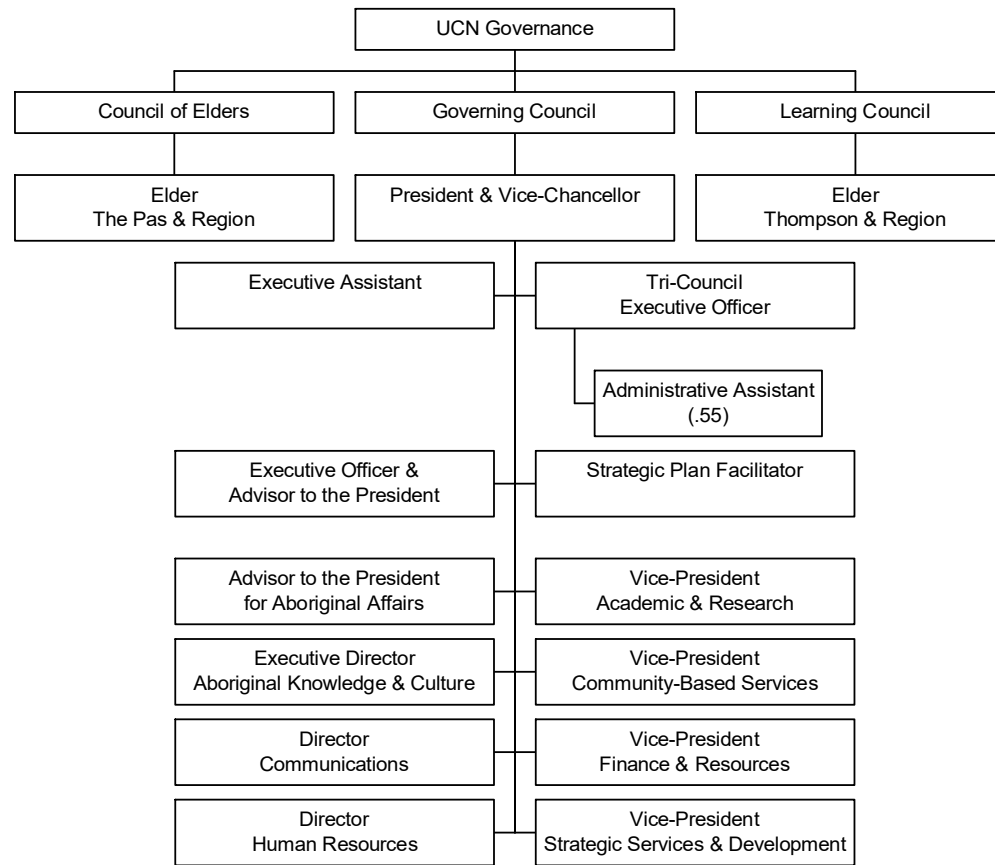 UCN Governance
Council of Elders
Governing Council
Learning Council
Elder
The Pas & Region
President & Vice-Chancellor
Elder
Thompson & Region
Executive Assistant
Tri-Council
Executive Officer
Administrative Assistant
(.55)
Executive Officer &
Advisor to the President
Strategic Plan Facilitator
Advisor to the President
for Aboriginal Affairs
Vice-President
Academic & Research
Executive Director
Aboriginal Knowledge & Culture
Vice-President
Community-Based Services
Director
Communications
Vice-President
Finance & Resources
Director
Human Resources
Vice-President
Strategic Services & Development